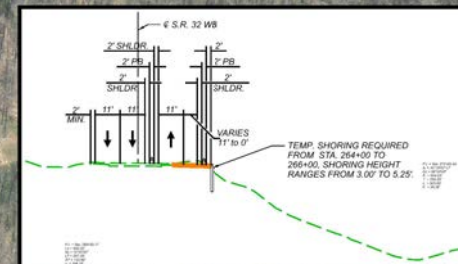 ℄ S.R. 32 WB
2' SHLDR.
2'
2' PB
2' PB
2'
SHLDR.
2'
SHLDR.
2'
MIN.
11'
11'
11'
VARIES
11' to 0'
TEMP. SHORING REQUIRED
FROM STA. 264+00 TO
266+00, SHORING HEIGHT
RANGES FROM 3.00' TO 5.25'.